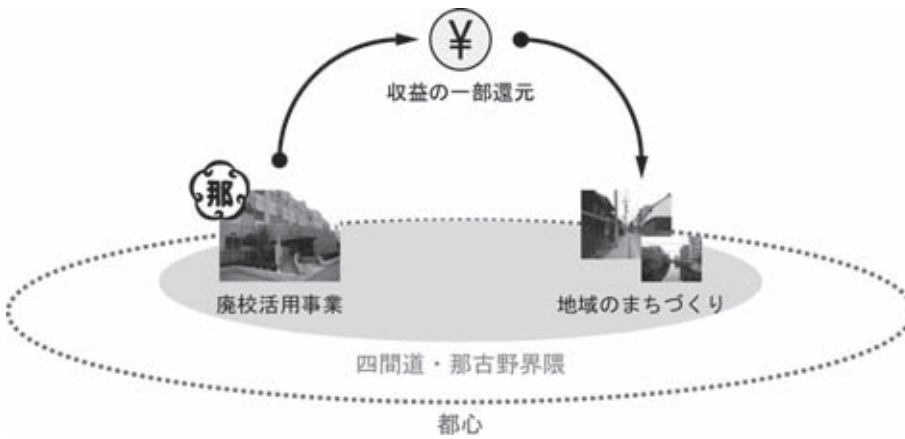 ¥
収益の一部還元
那
廃校活用事業
地域のまちづくり
四間道・那古野界隈
都心